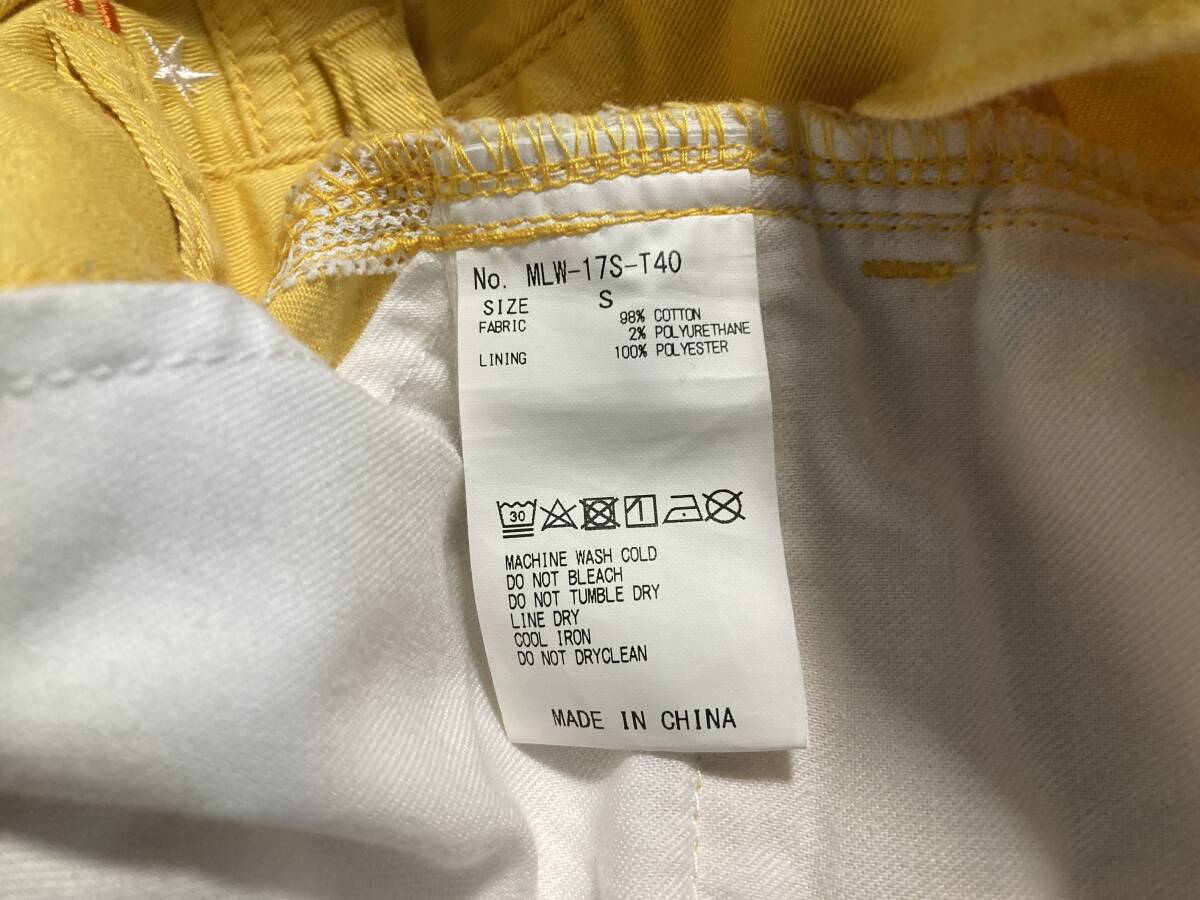 No. MLW-17S-T40
SIZE S
FABRIC 98% COTTON
2% POLYURETHANE
LINING 100% POLYESTER
30
MACHINE WASH COLD
DO NOT BLEACH
DO NOT TUMBLE DRY
LINE DRY
COOL IRON
DO NOT DRYCLEAN
MADE IN CHINA